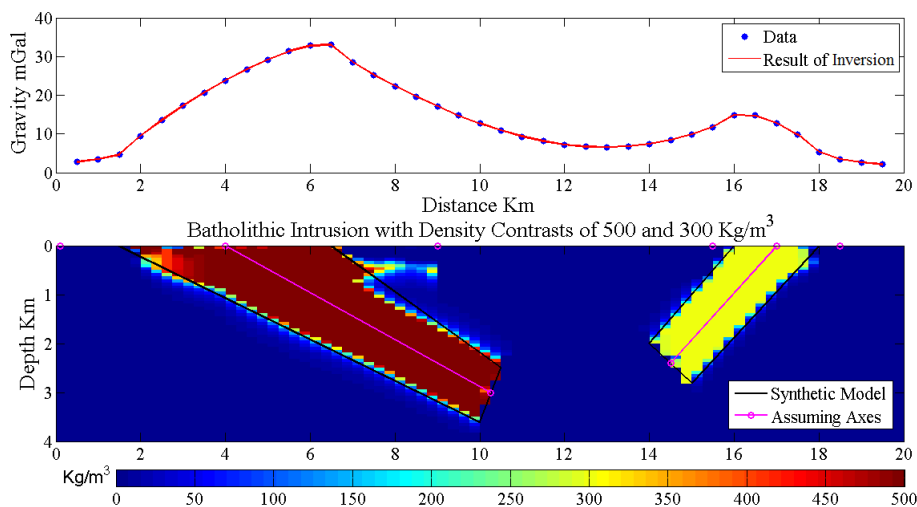 Gravity mGal
40
30
20
10
0
Data
Result of Inversion
0 2 4 6 8 10 12 14 16 18 20
Distance Km
Batholithic Intrusion with Density Contrasts of 500 and 300 Kg/m³
Depth Km
0
1
2
3
4
Synthetic Model
Assuming Axes
0 2 4 6 8 10 12 14 16 18 20
Kg/m³
0 50 100 150 200 250 300 350 400 450 500